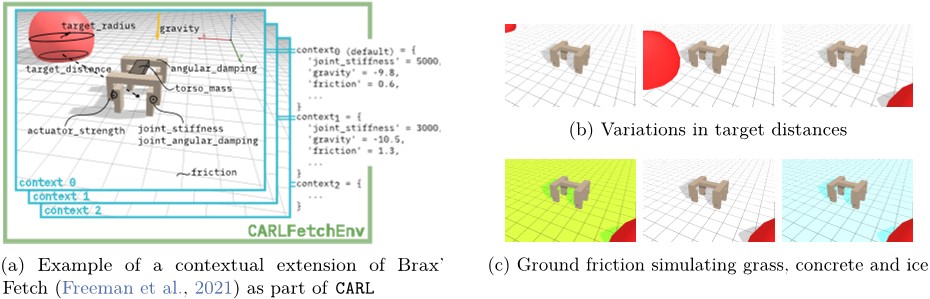 target_radius
gravity
target_distance
angular_damping
torso_mass
actuator_strength
joint_stiffness
joint_angular_damping
friction
context 0
context 1
context 2
context0 (default) = {
'joint_stiffness' = 5000,
'gravity' = -9.8,
'friction' = 0.6,
...
}
context1 = {
'joint_stiffness' = 3000,
'gravity' = -10.5,
'friction' = 1.3,
...
}
context2 = {
CARLFetchEnv
(a) Example of a contextual extension of Brax'
Fetch (Freeman et al., 2021) as part of CARL
(b) Variations in target distances
(c) Ground friction simulating grass, concrete and ice